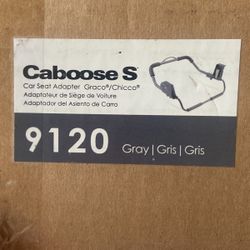 Caboose S
Car Seat Adapter Graco®/Chicco®
Adaptateur de Siège de Voiture
Adaptador del Asiento de Carro
9120 Gray | Gris | Gris